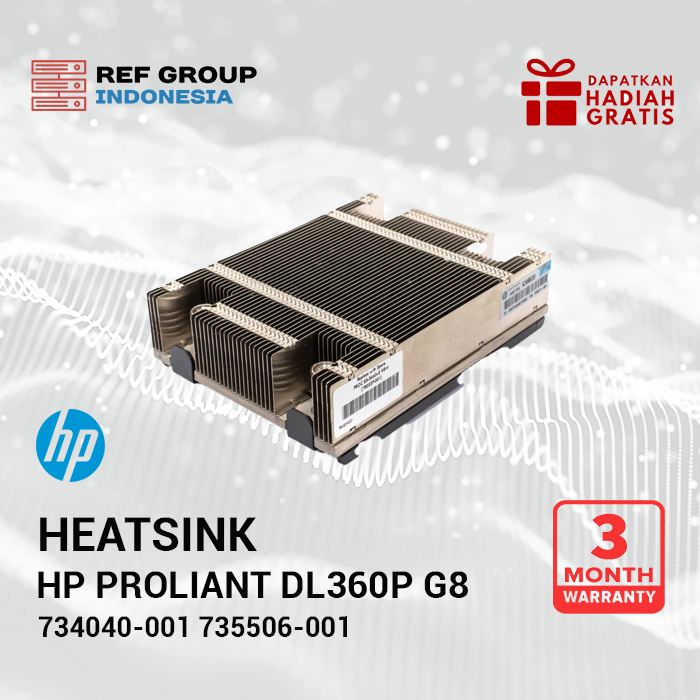 REF GROUP
INDONESIA
DAPATKAN
HADIAH
GRATIS
hp
HEATSINK
HP PROLIANT DL360P G8
734040-001 735506-001
3
MONTH
WARRANTY